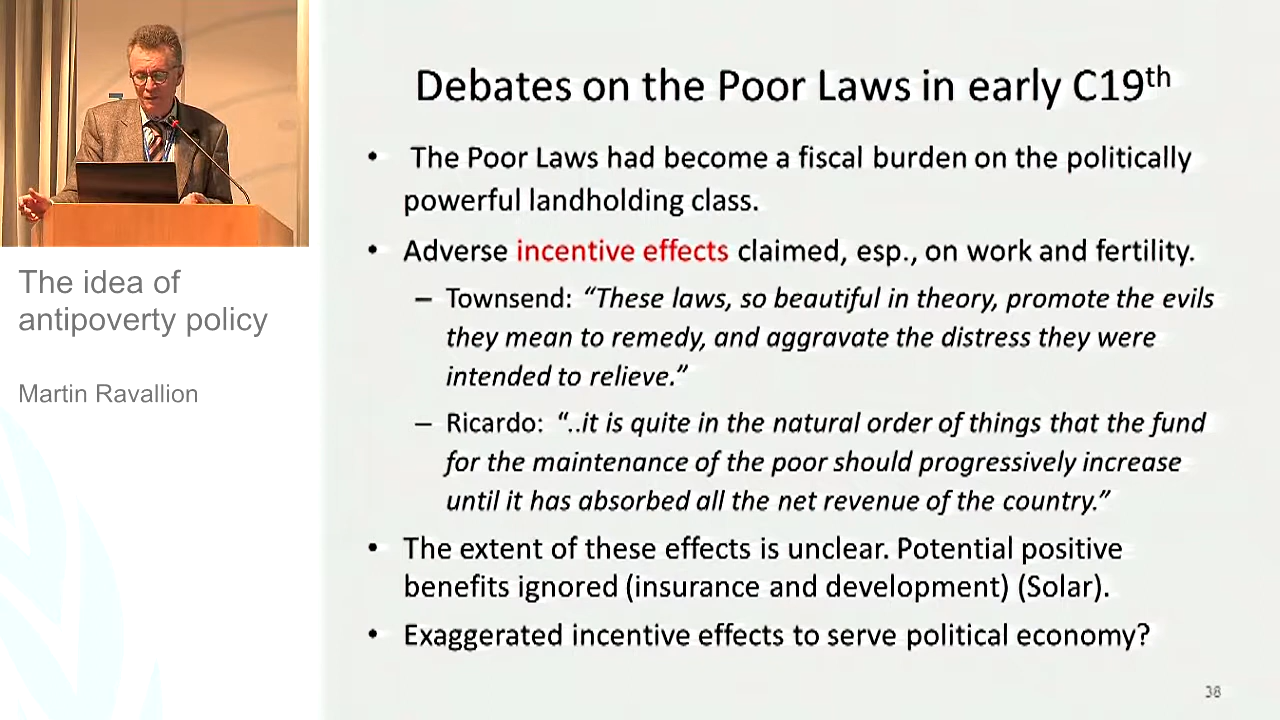 The idea of
antipoverty policy
Martin Ravallion
Debates on the Poor Laws in early C19th
• The Poor Laws had become a fiscal burden on the politically
powerful landholding class.
• Adverse incentive effects claimed, esp., on work and fertility.
– Townsend: “These laws, so beautiful in theory, promote the evils
they mean to remedy, and aggravate the distress they were
intended to relieve.”
– Ricardo: “..it is quite in the natural order of things that the fund
for the maintenance of the poor should progressively increase
until it has absorbed all the net revenue of the country.”
• The extent of these effects is unclear. Potential positive
benefits ignored (insurance and development) (Solar).
• Exaggerated incentive effects to serve political economy?
38